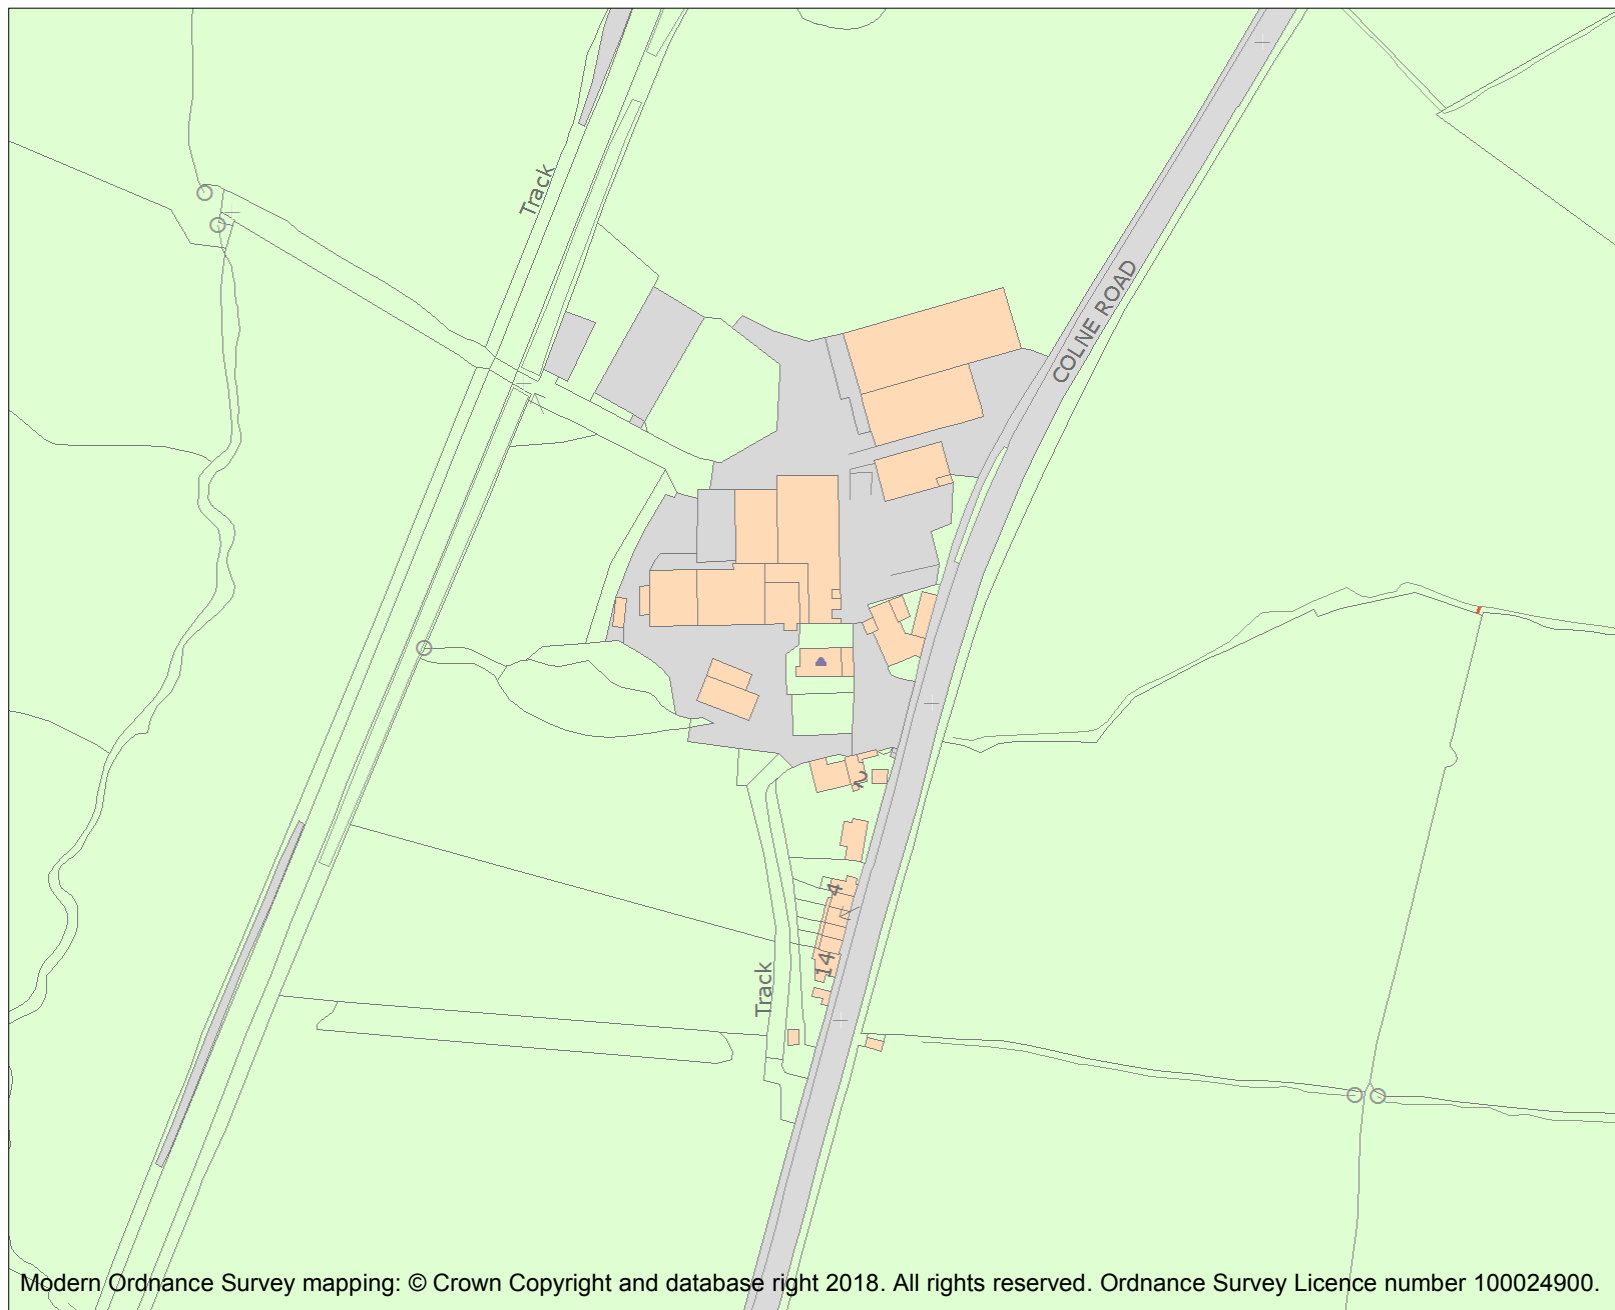 Track
COLNE ROAD
2
4
14
Track
Modern Ordnance Survey mapping: © Crown Copyright and database right 2018. All rights reserved. Ordnance Survey Licence number 100024900.